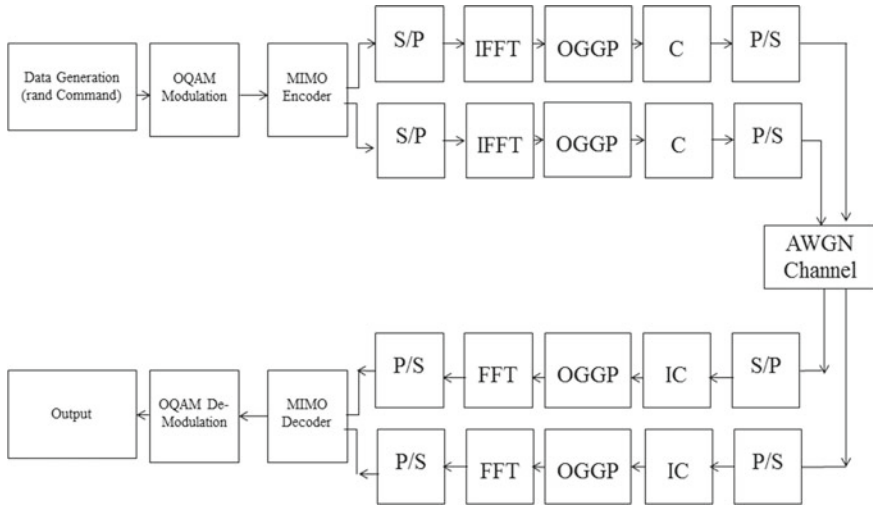 S/P
IFFT
OGGP
C
P/S
Data Generation
(rand Command)
OQAM
Modulation
MIMO
Encoder
S/P
IFFT
OGGP
C
P/S
AWGN
Channel
P/S
FFT
OGGP
IC
S/P
Output
OQAM De-
Modulation
MIMO
Decoder
P/S
FFT
OGGP
IC
P/S